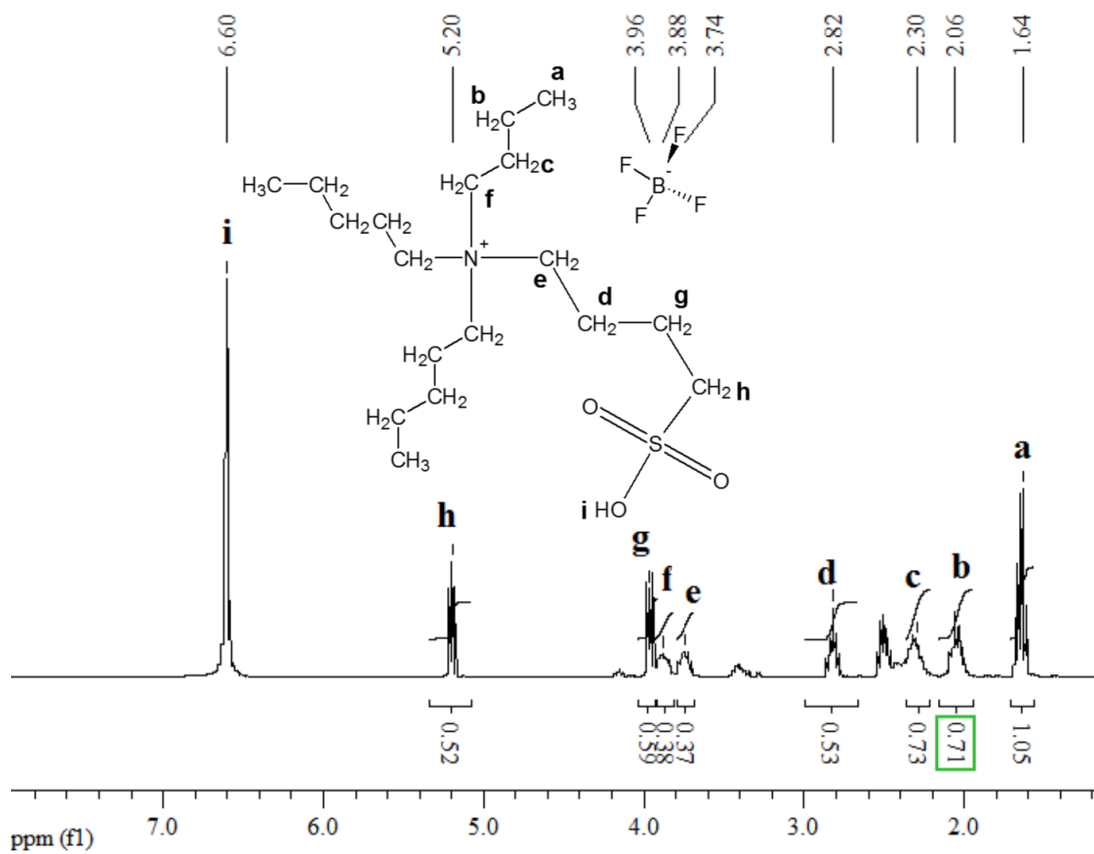 6.60 5.20 3.96 3.88 3.74 2.82 2.30 2.06 1.64
a
b CH3
H2C
CH2 c
H2C
f
H3C CH2
CH2 CH2
CH2 N+ CH2
e
d g
CH2 CH2
CH2 h
CH2
H2C
CH2
H2C
CH3
F
F B- F
F
O
S
O
i HO
i h g f e d c b a
0.52 0.59 0.38 0.37 0.53 0.73 0.71 1.05
7.0 6.0 5.0 4.0 3.0 2.0
ppm (f1)